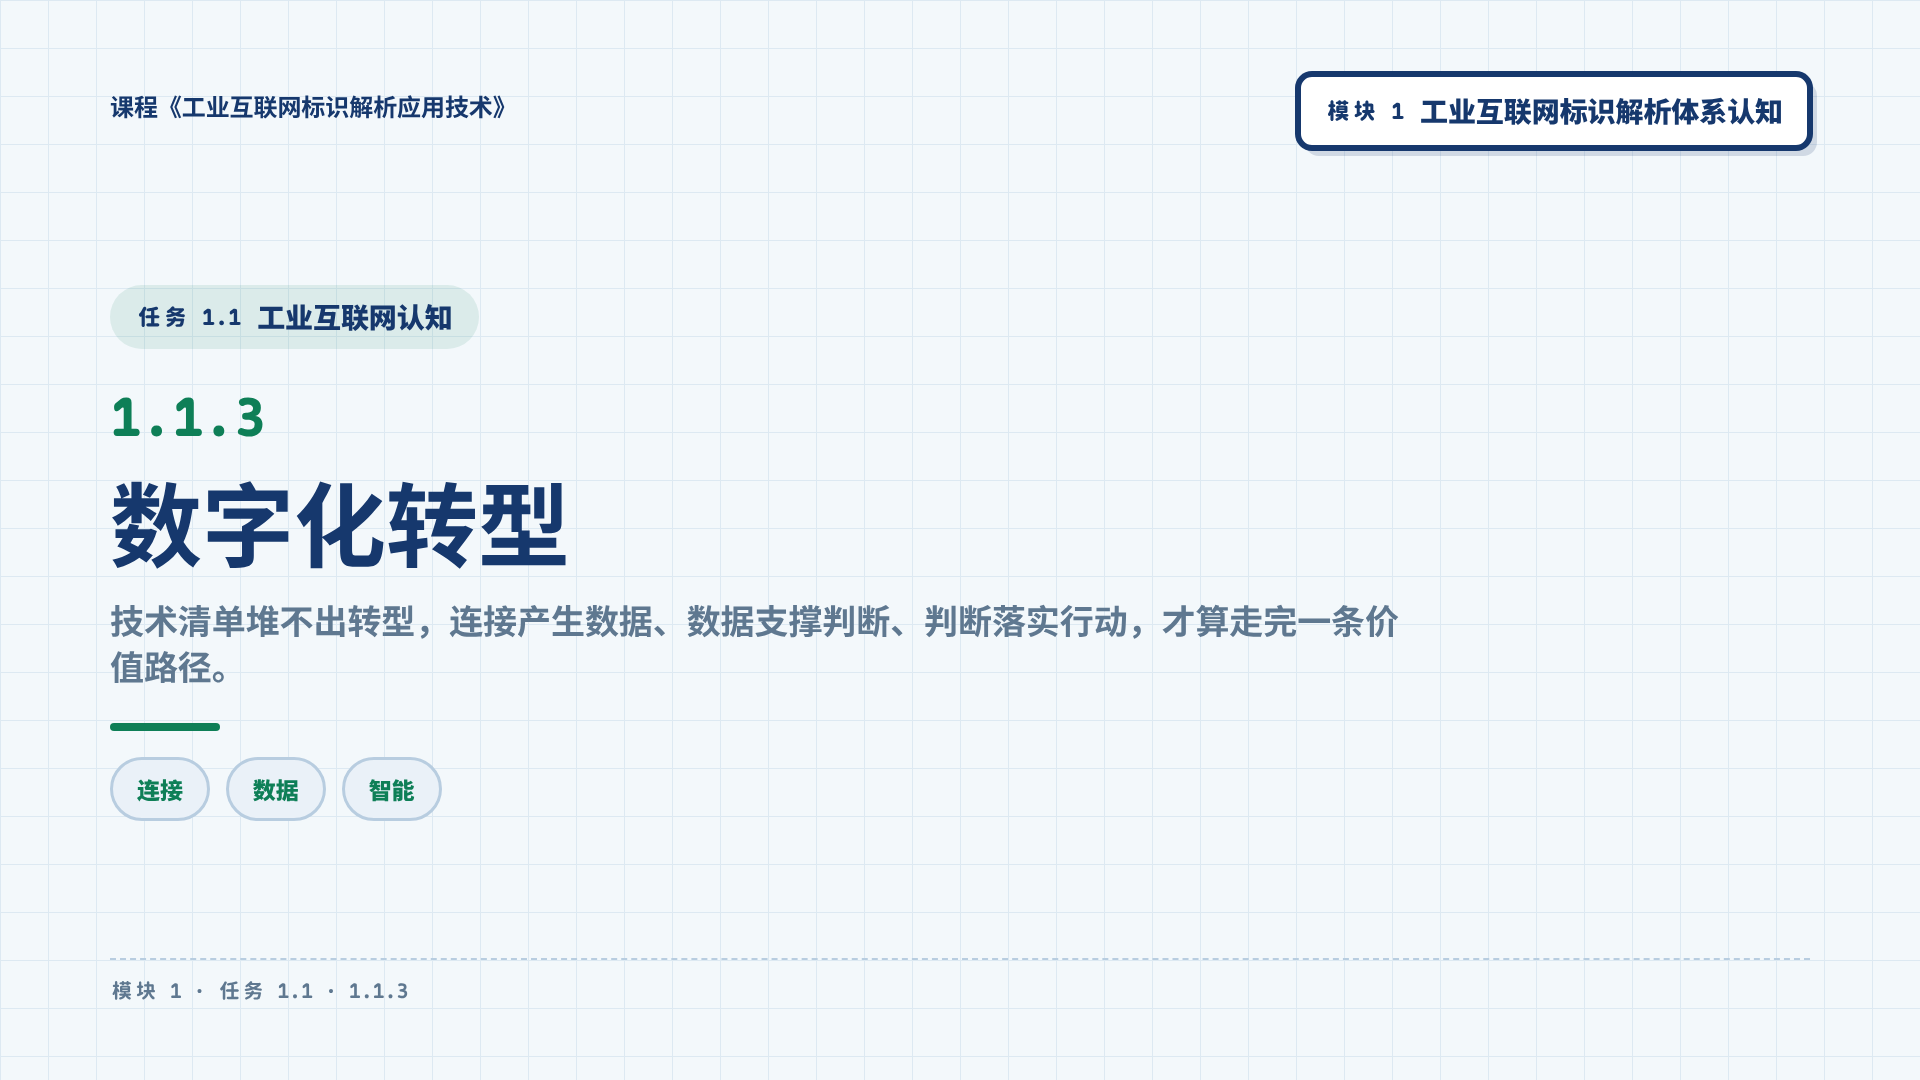 课程《工业互联网标识解析应用技术》
模块 1 工业互联网标识解析体系认知
任务 1.1 工业互联网认知
1.1.3
数字化转型
技术清单堆不出转型，连接产生数据、数据支撑判断、判断落实行动，才算走完一条价
值路径。
连接 数据 智能
模块 1 · 任务 1.1 · 1.1.3